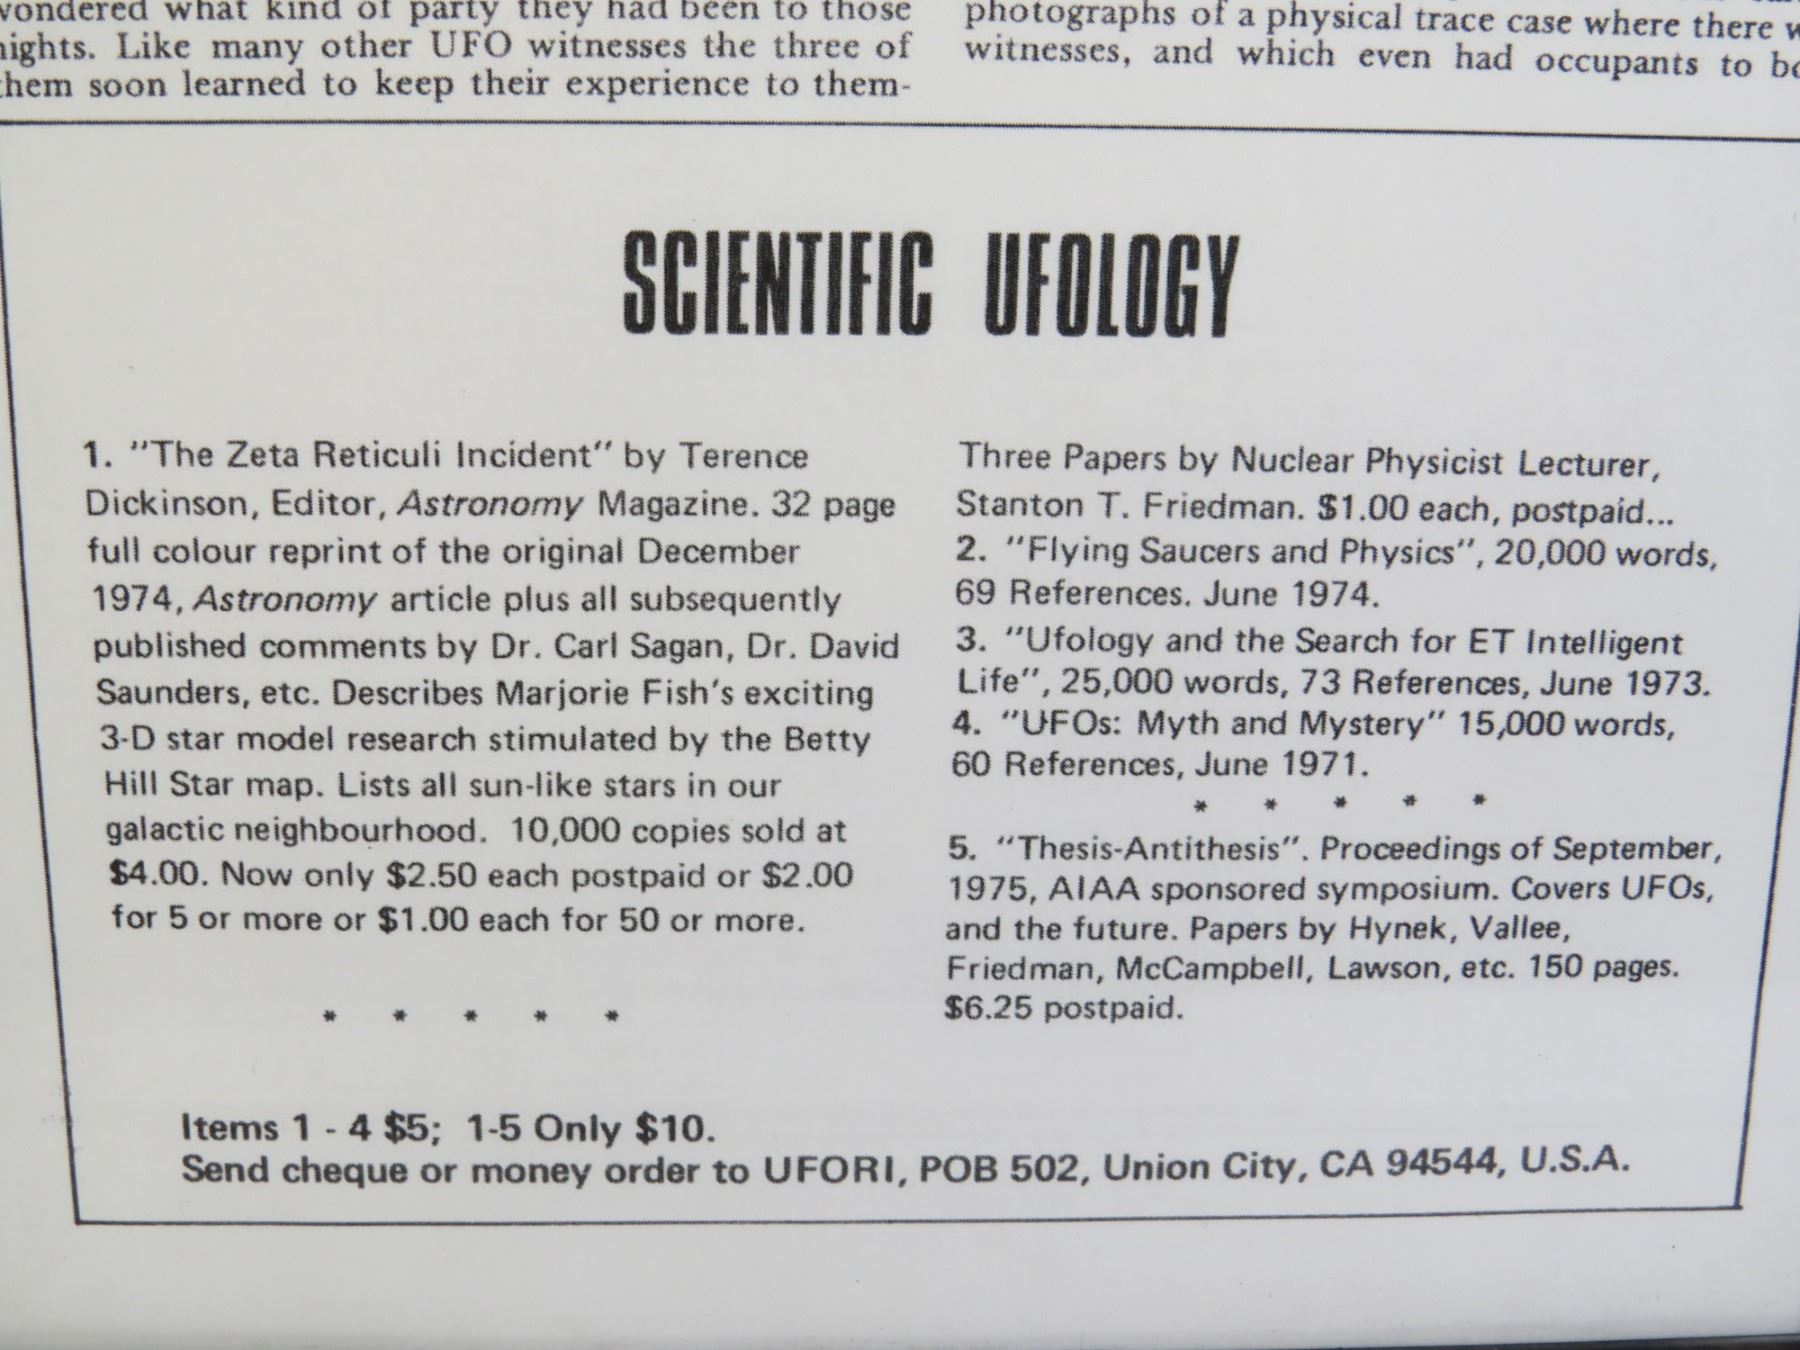 wondered what kind of party they had been to those
nights. Like many other UFO witnesses the three of
them soon learned to keep their experience to them-
photographs of a physical trace case where there
witnesses, and which even had occupants to
SCIENTIFIC UFOLOGY
1. "The Zeta Reticuli Incident" by Terence
Dickinson, Editor, Astronomy Magazine. 32 page
full colour reprint of the original December
1974, Astronomy article plus all subsequently
published comments by Dr. Carl Sagan, Dr. David
Saunders, etc. Describes Marjorie Fish's exciting
3-D star model research stimulated by the Betty
Hill Star map. Lists all sun-like stars in our
galactic neighbourhood. 10,000 copies sold at
$4.00. Now only $2.50 each postpaid or $2.00
for 5 or more or $1.00 each for 50 or more.
* * * * *
Three Papers by Nuclear Physicist Lecturer,
Stanton T. Friedman. $1.00 each, postpaid...
2. "Flying Saucers and Physics", 20,000 words,
69 References. June 1974.
3. "Ufology and the Search for ET Intelligent
Life", 25,000 words, 73 References, June 1973.
4. "UFOs: Myth and Mystery" 15,000 words,
60 References, June 1971.
* * * * *
5. "Thesis-Antithesis". Proceedings of September,
1975, AIAA sponsored symposium. Covers UFOs,
and the future. Papers by Hynek, Vallee,
Friedman, McCampbell, Lawson, etc. 150 pages.
$6.25 postpaid.
Items 1 - 4 $5; 1-5 Only $10.
Send cheque or money order to UFORI, POB 502, Union City, CA 94544, U.S.A.